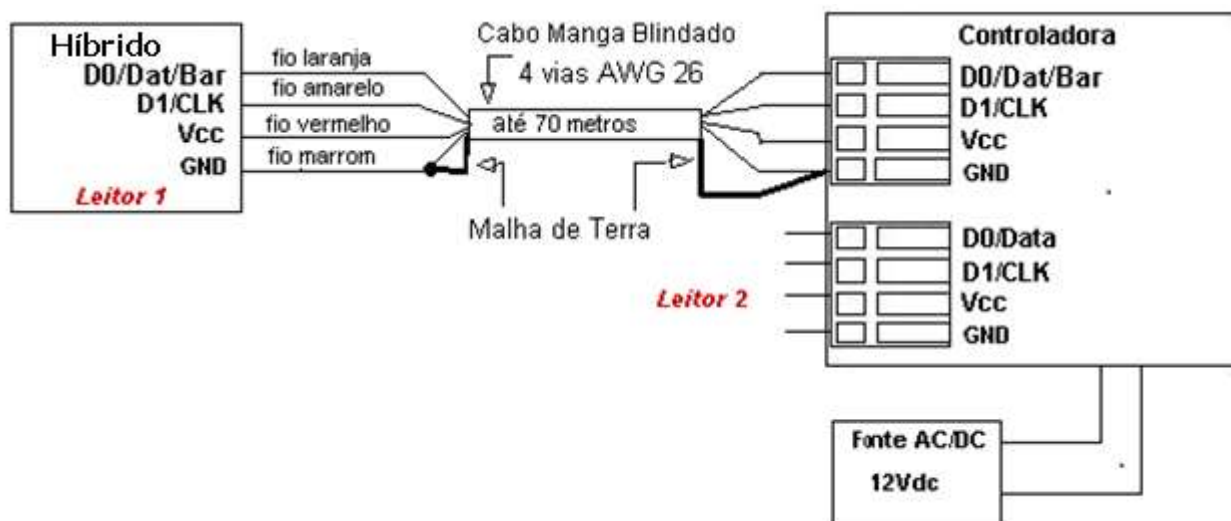 Híbrido
D0/Dat/Bar
D1/CLK
Vcc
GND
Leitor 1
fio laranja
fio amarelo
fio vermelho
fio marrom
Cabo Manga Blindado
4 vias AWG 26
até 70 metros
Malha de Terra
Controladora
D0/Dat/Bar
D1/CLK
Vcc
GND
Leitor 2
D0/Data
D1/CLK
Vcc
GND
Fonte AC/DC
12Vdc